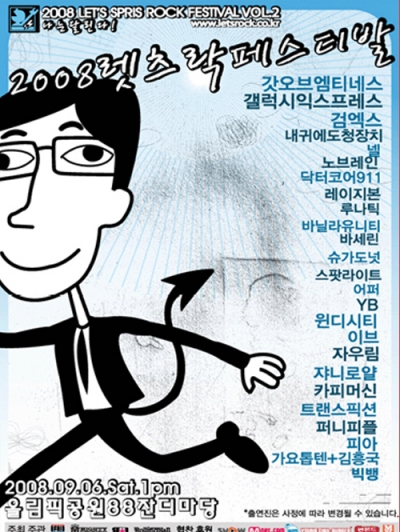 2008 LET'S SPRIS ROCK FESTIVAL VOL.2
나는 달린다!
www.letsrock.co.kr
2008렛츠락페스티발
갓오브엠티네스
갤럭시익스프레스
검엑스
내귀에도청장치
넬
노브레인
닥터코어911
레이지본
루나틱
바닐라유니티
바세린
슈가도넛
스팟라이트
어퍼
YB
윈디시티
이브
자우림
쟈니로얄
카피머신
트랜스픽션
퍼니피플
피아
가요톱텐+김흥국
빅뱅
2008.09.06.Sat.1pm
올림픽공원88잔디마당
*출연진은 사정에 따라 변경될 수 있습니다.
주최 주관
협찬 후원